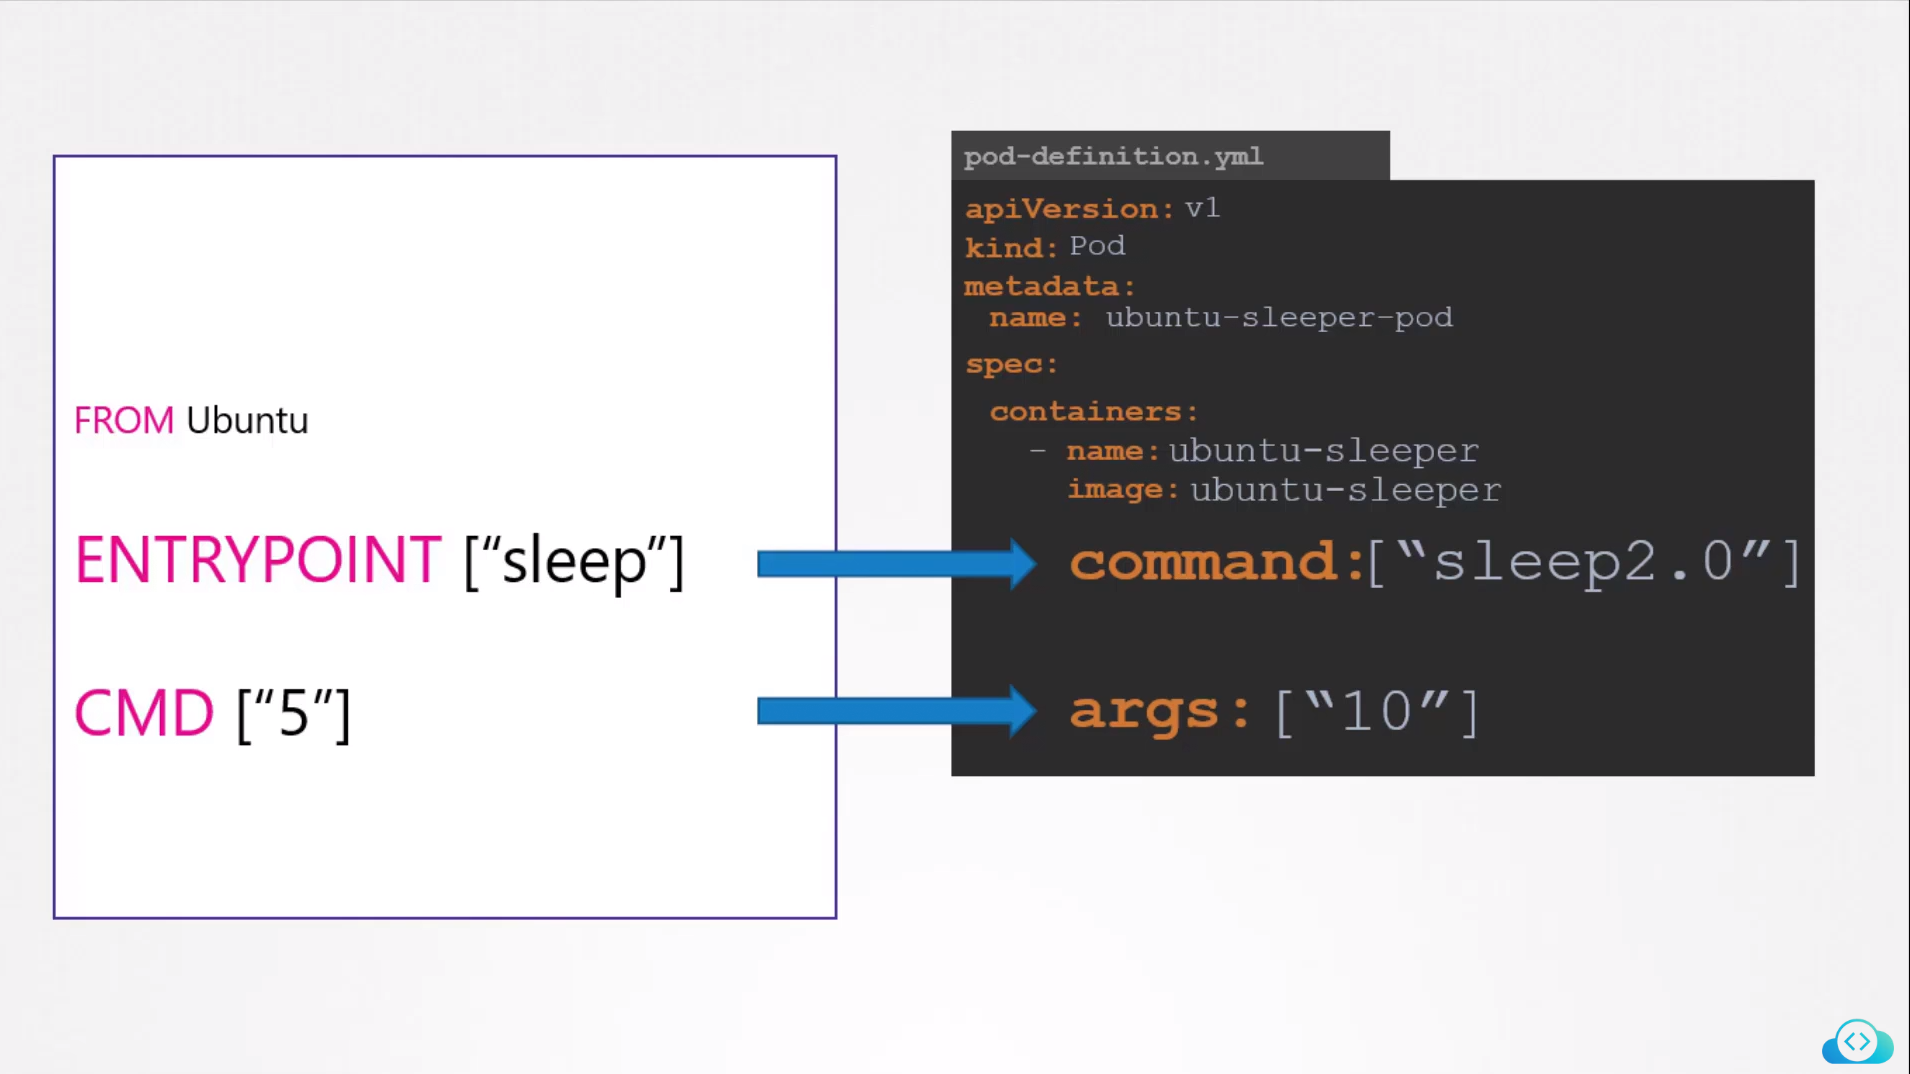 FROM Ubuntu
ENTRYPOINT [“sleep”]
CMD [“5”]
pod-definition.yml
apiVersion: v1
kind: Pod
metadata:
name: ubuntu-sleeper-pod
spec:
containers:
- name: ubuntu-sleeper
image: ubuntu-sleeper
command:[“sleep2.0”]
args: [“10”]